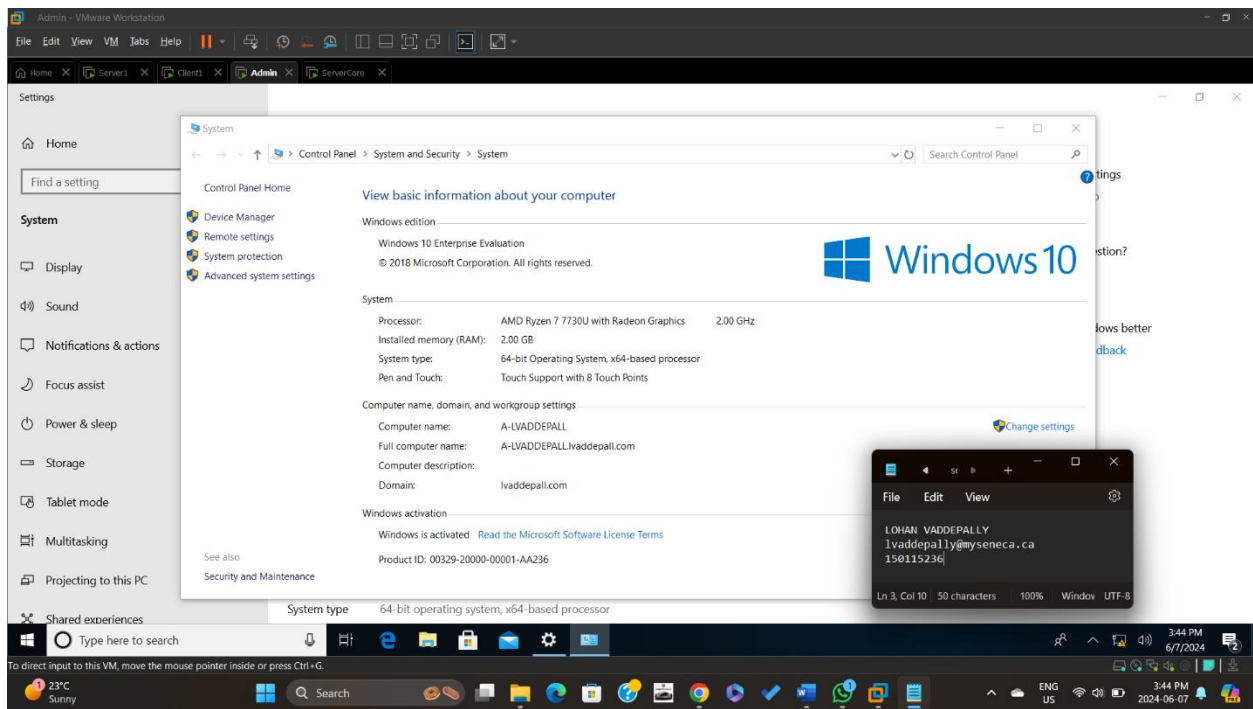 Admin - VMware Workstation
File Edit View VM Tabs Help
Home Server1 Client1 Admin ServerCore
Settings
Home
Find a setting
System
Display
Sound
Notifications & actions
Focus assist
Power & sleep
Storage
Tablet mode
Multitasking
Projecting to this PC
Shared experiences
System
Control Panel > System and Security > System
Search Control Panel
Control Panel Home
Device Manager
Remote settings
System protection
Advanced system settings
See also
Security and Maintenance
View basic information about your computer
Windows edition
Windows 10 Enterprise Evaluation
© 2018 Microsoft Corporation. All rights reserved.
Windows 10
System
Processor: AMD Ryzen 7 7730U with Radeon Graphics 2.00 GHz
Installed memory (RAM): 2.00 GB
System type: 64-bit Operating System, x64-based processor
Pen and Touch: Touch Support with 8 Touch Points
Computer name, domain, and workgroup settings
Computer name: A-LVADDEPALL
Change settings
Full computer name: A-LVADDEPALL.lvaddepall.com
Computer description:
Domain: lvaddepall.com
Windows activation
Windows is activated Read the Microsoft Software License Terms
Product ID: 00329-20000-00001-AA236
tings
estion?
lows better
dback
System type 64-bit operating system, x64-based processor
File Edit View
LOHAN VADDEPALLY
lvaddepally@myseneca.ca
150115236
Ln 3, Col 10 50 characters 100% Windov UTF-8
Type here to search
3:44 PM
6/7/2024
2
To direct input to this VM, move the mouse pointer inside or press Ctrl+G.
1
23°C
Sunny
Search
1
ENG
US
3:44 PM
2024-06-07
PRE